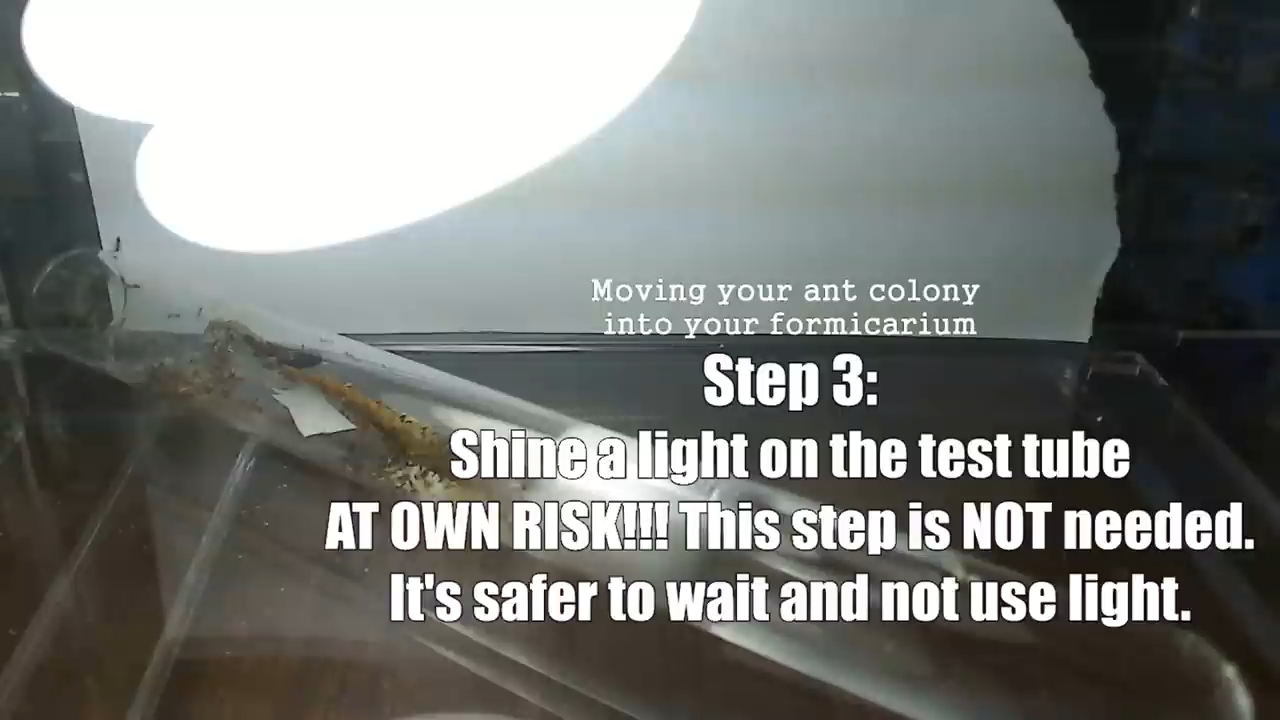 Moving your ant colony
into your formicarium
Step 3:
Shine a light on the test tube
AT OWN RISK!!! This step is NOT needed.
It's safer to wait and not use light.